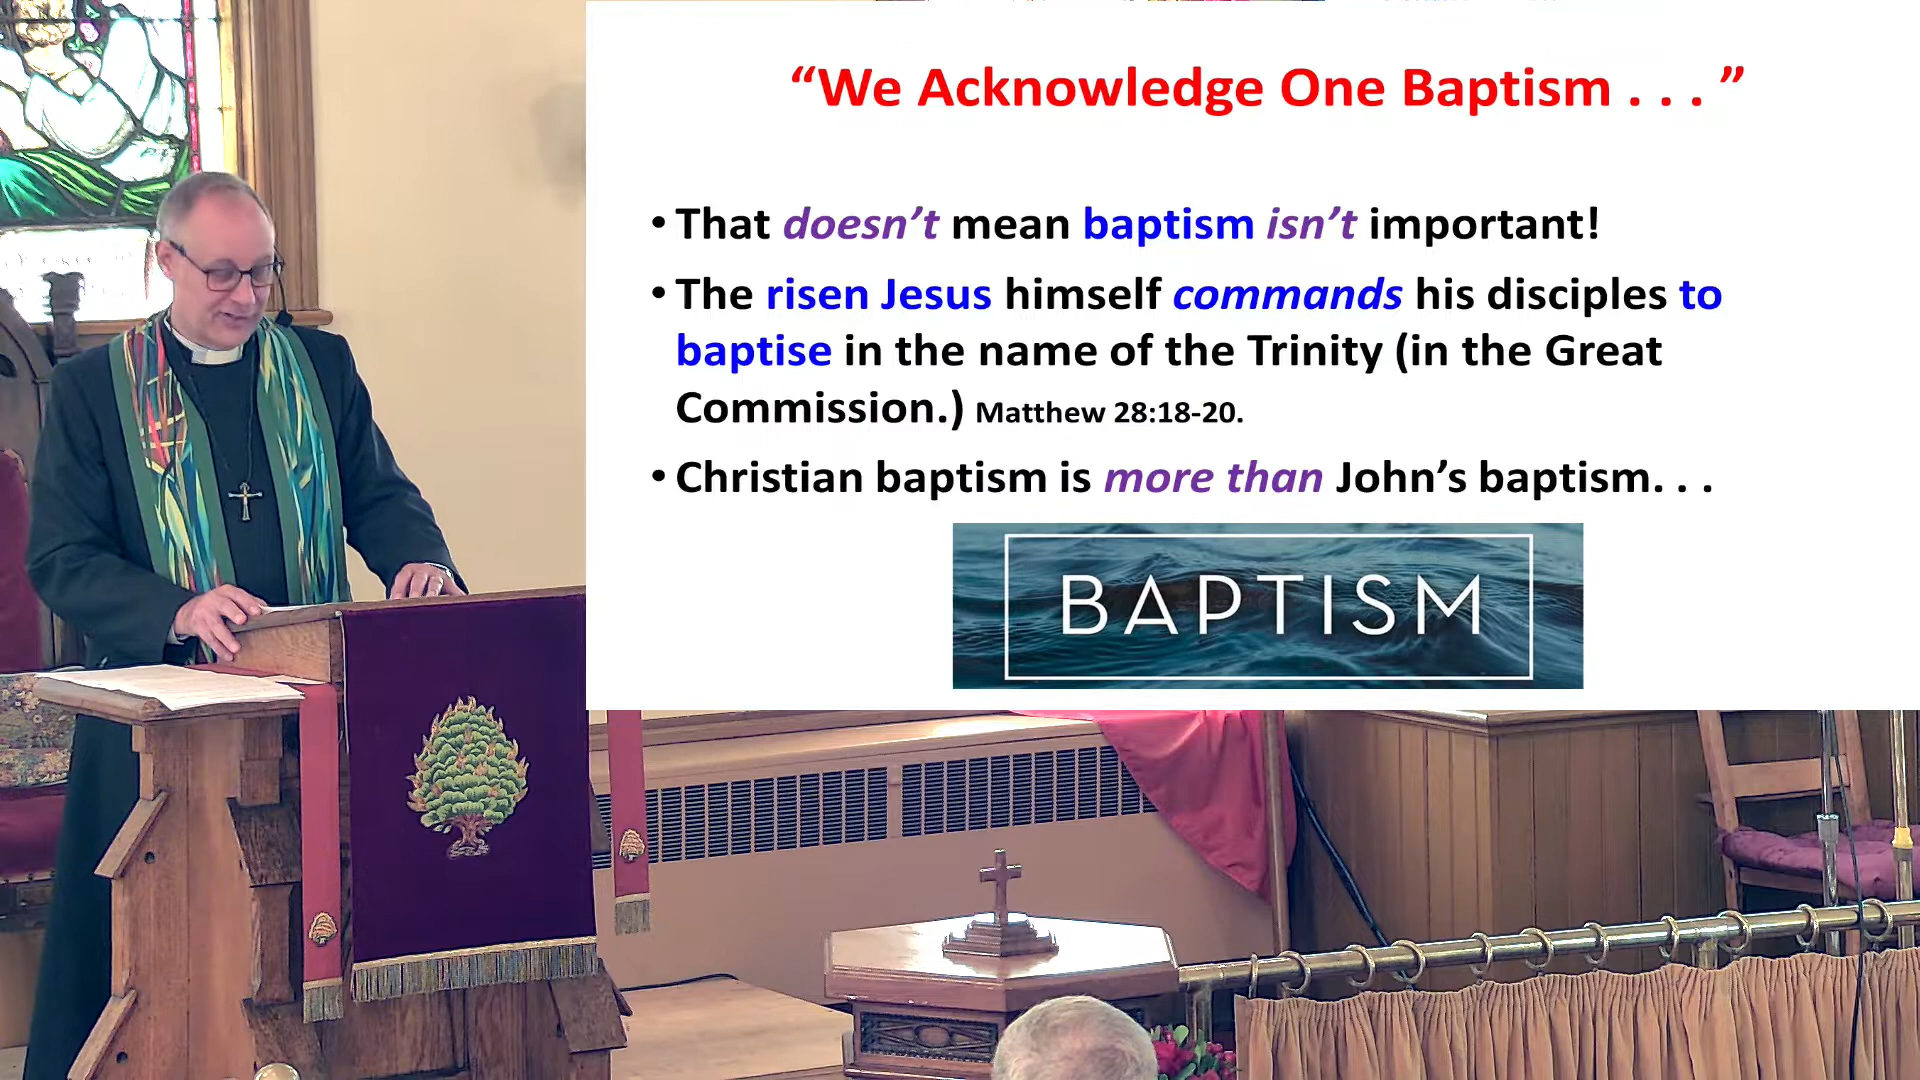 “We Acknowledge One Baptism . . . ”
• That doesn’t mean baptism isn’t important!
• The risen Jesus himself commands his disciples to
baptise in the name of the Trinity (in the Great
Commission.) Matthew 28:18-20.
• Christian baptism is more than John’s baptism. . .
BAPTISM